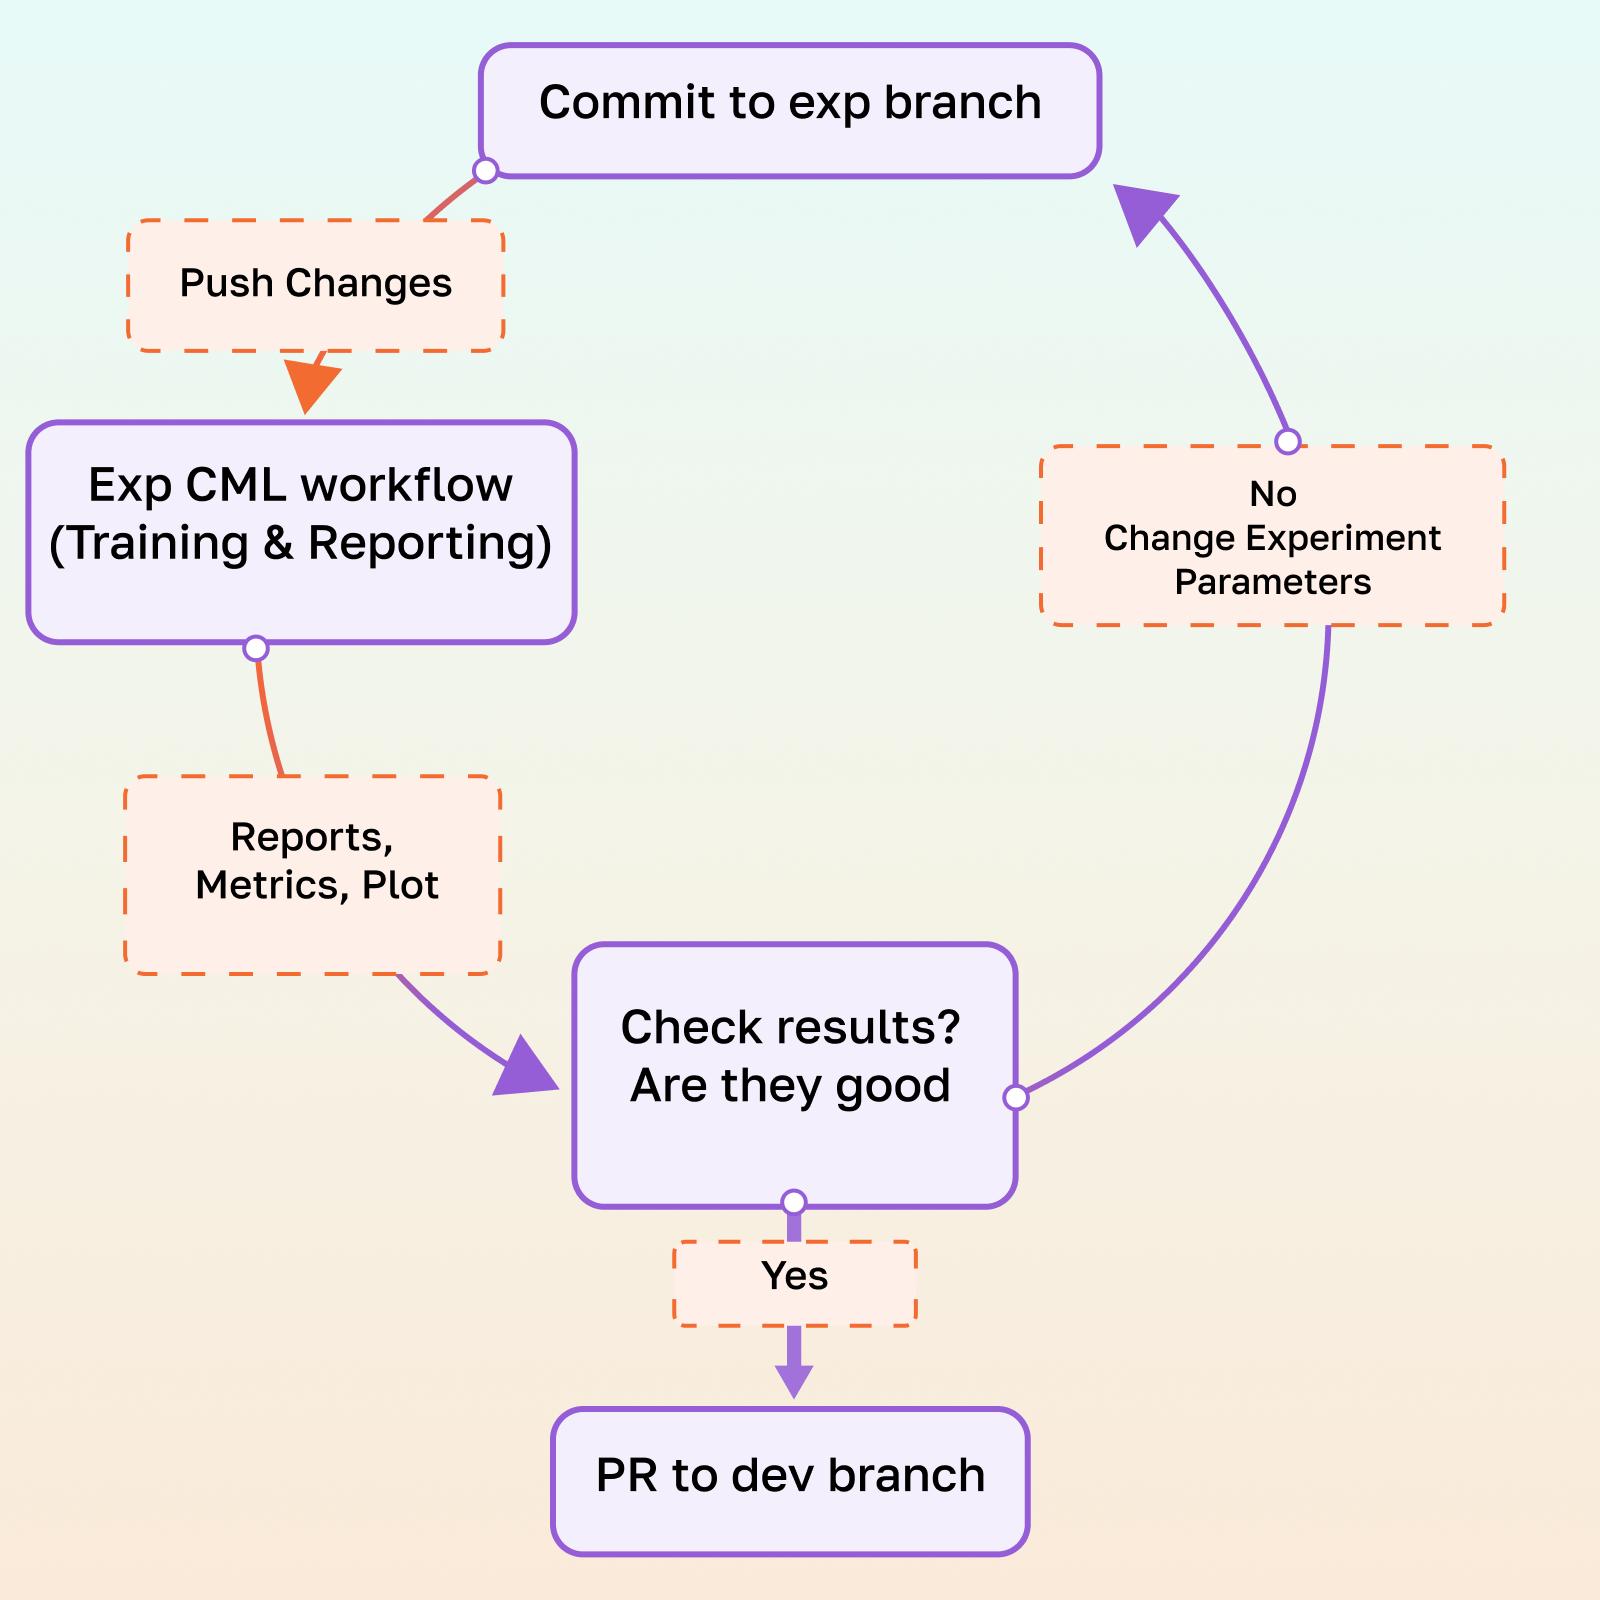 Commit to exp branch
Push Changes
Exp CML workflow
(Training & Reporting)
No
Change Experiment
Parameters
Reports,
Metrics, Plot
Check results?
Are they good
Yes
PR to dev branch